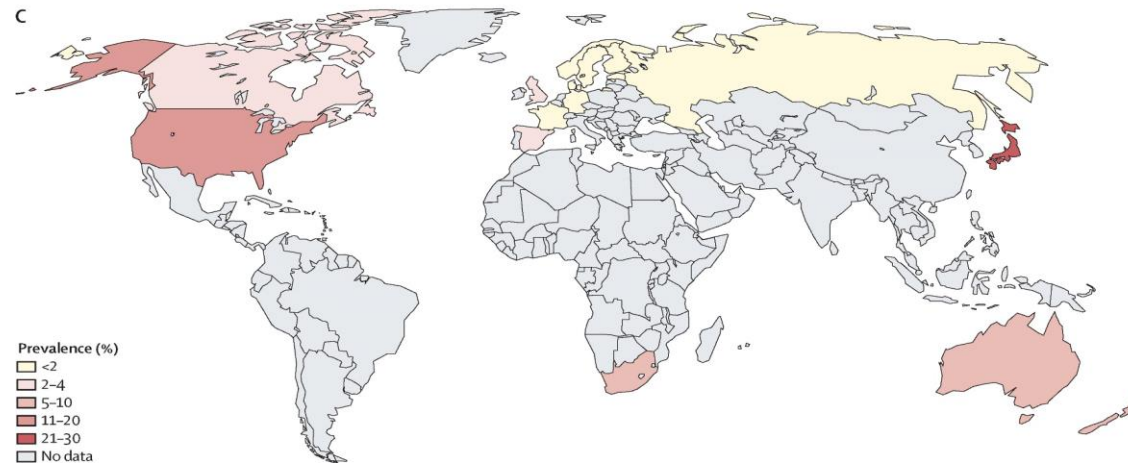 C
Prevalence (%)
<2
2–4
5–10
11–20
21–30
No data